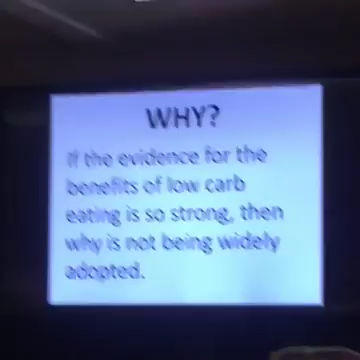 WHY?
If the evidence for the
benefits of low carb
eating is so strong, then
why is not being widely
adopted.